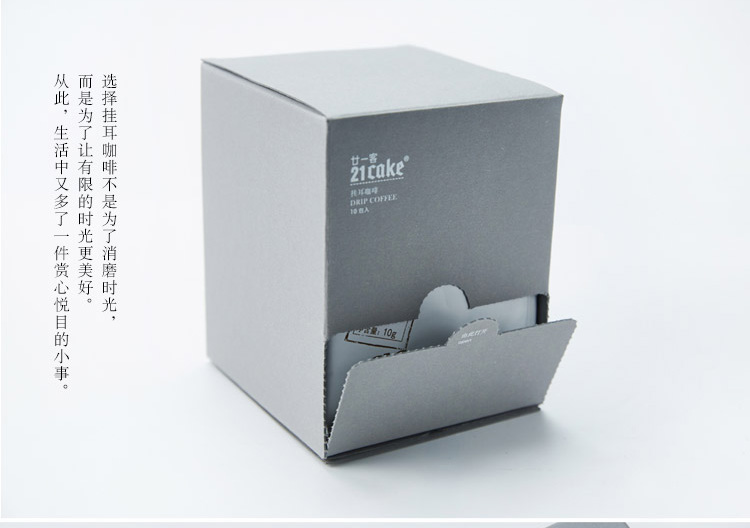 选择挂耳咖啡不是为了消磨时光，
而是为了让有限的时光更美好。
从此，生活中又多了一件赏心悦目的小事。
廿一客
21cake®
挂耳咖啡
DRIP COFFEE
10包入
10g